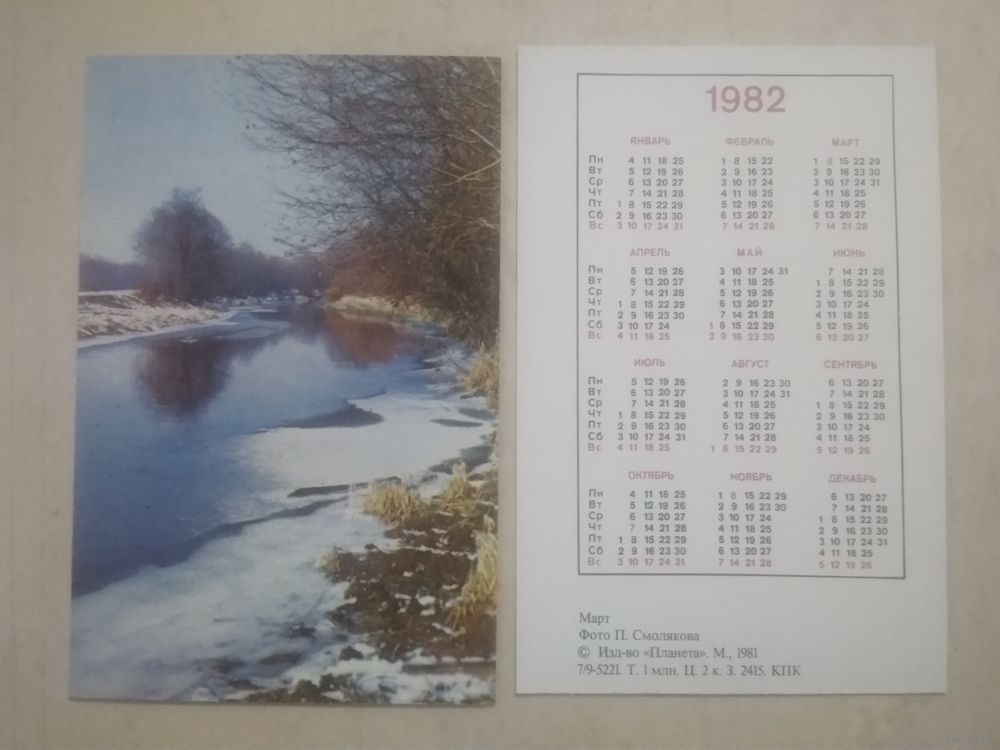 1982
ЯНВАРЬ ФЕВРАЛЬ МАРТ
Пн 4 11 18 25 1 8 15 22 1 8 15 22 29
Вт 5 12 19 26 2 9 16 23 2 9 16 23 30
Ср 6 13 20 27 3 10 17 24 3 10 17 24 31
Чт 7 14 21 28 4 11 18 25 4 11 18 25
Пт 1 8 15 22 29 5 12 19 26 5 12 19 26
Сб 2 9 16 23 30 6 13 20 27 6 13 20 27
Вс 3 10 17 24 31 7 14 21 28 7 14 21 28
АПРЕЛЬ МАЙ ИЮНЬ
Пн 5 12 19 26 3 10 17 24 31 7 14 21 28
Вт 6 13 20 27 4 11 18 25 1 8 15 22 29
Ср 7 14 21 28 5 12 19 26 2 9 16 23 30
Чт 1 8 15 22 29 6 13 20 27 3 10 17 24
Пт 2 9 16 23 30 7 14 21 28 4 11 18 25
Сб 3 10 17 24 1 8 15 22 29 5 12 19 26
Вс 4 11 18 25 2 9 16 23 30 6 13 20 27
ИЮЛЬ АВГУСТ СЕНТЯБРЬ
Пн 5 12 19 26 2 9 16 23 30 6 13 20 27
Вт 6 13 20 27 3 10 17 24 31 7 14 21 28
Ср 7 14 21 28 4 11 18 25 1 8 15 22 29
Чт 1 8 15 22 29 5 12 19 26 2 9 16 23 30
Пт 2 9 16 23 30 6 13 20 27 3 10 17 24
Сб 3 10 17 24 31 7 14 21 28 4 11 18 25
Вс 4 11 18 25 1 8 15 22 29 5 12 19 26
ОКТЯБРЬ НОЯБРЬ ДЕКАБРЬ
Пн 4 11 18 25 1 8 15 22 29 6 13 20 27
Вт 5 12 19 26 2 9 16 23 30 7 14 21 28
Ср 6 13 20 27 3 10 17 24 1 8 15 22 29
Чт 7 14 21 28 4 11 18 25 2 9 16 23 30
Пт 1 8 15 22 29 5 12 19 26 3 10 17 24 31
Сб 2 9 16 23 30 6 13 20 27 4 11 18 25
Вс 3 10 17 24 31 7 14 21 28 5 12 19 26
Март
Фото П. Смолякова
© Изд-во «Планета». М., 1981
7/9-5221. Т. 1 млн. Ц. 2 к. З. 2415. КПК